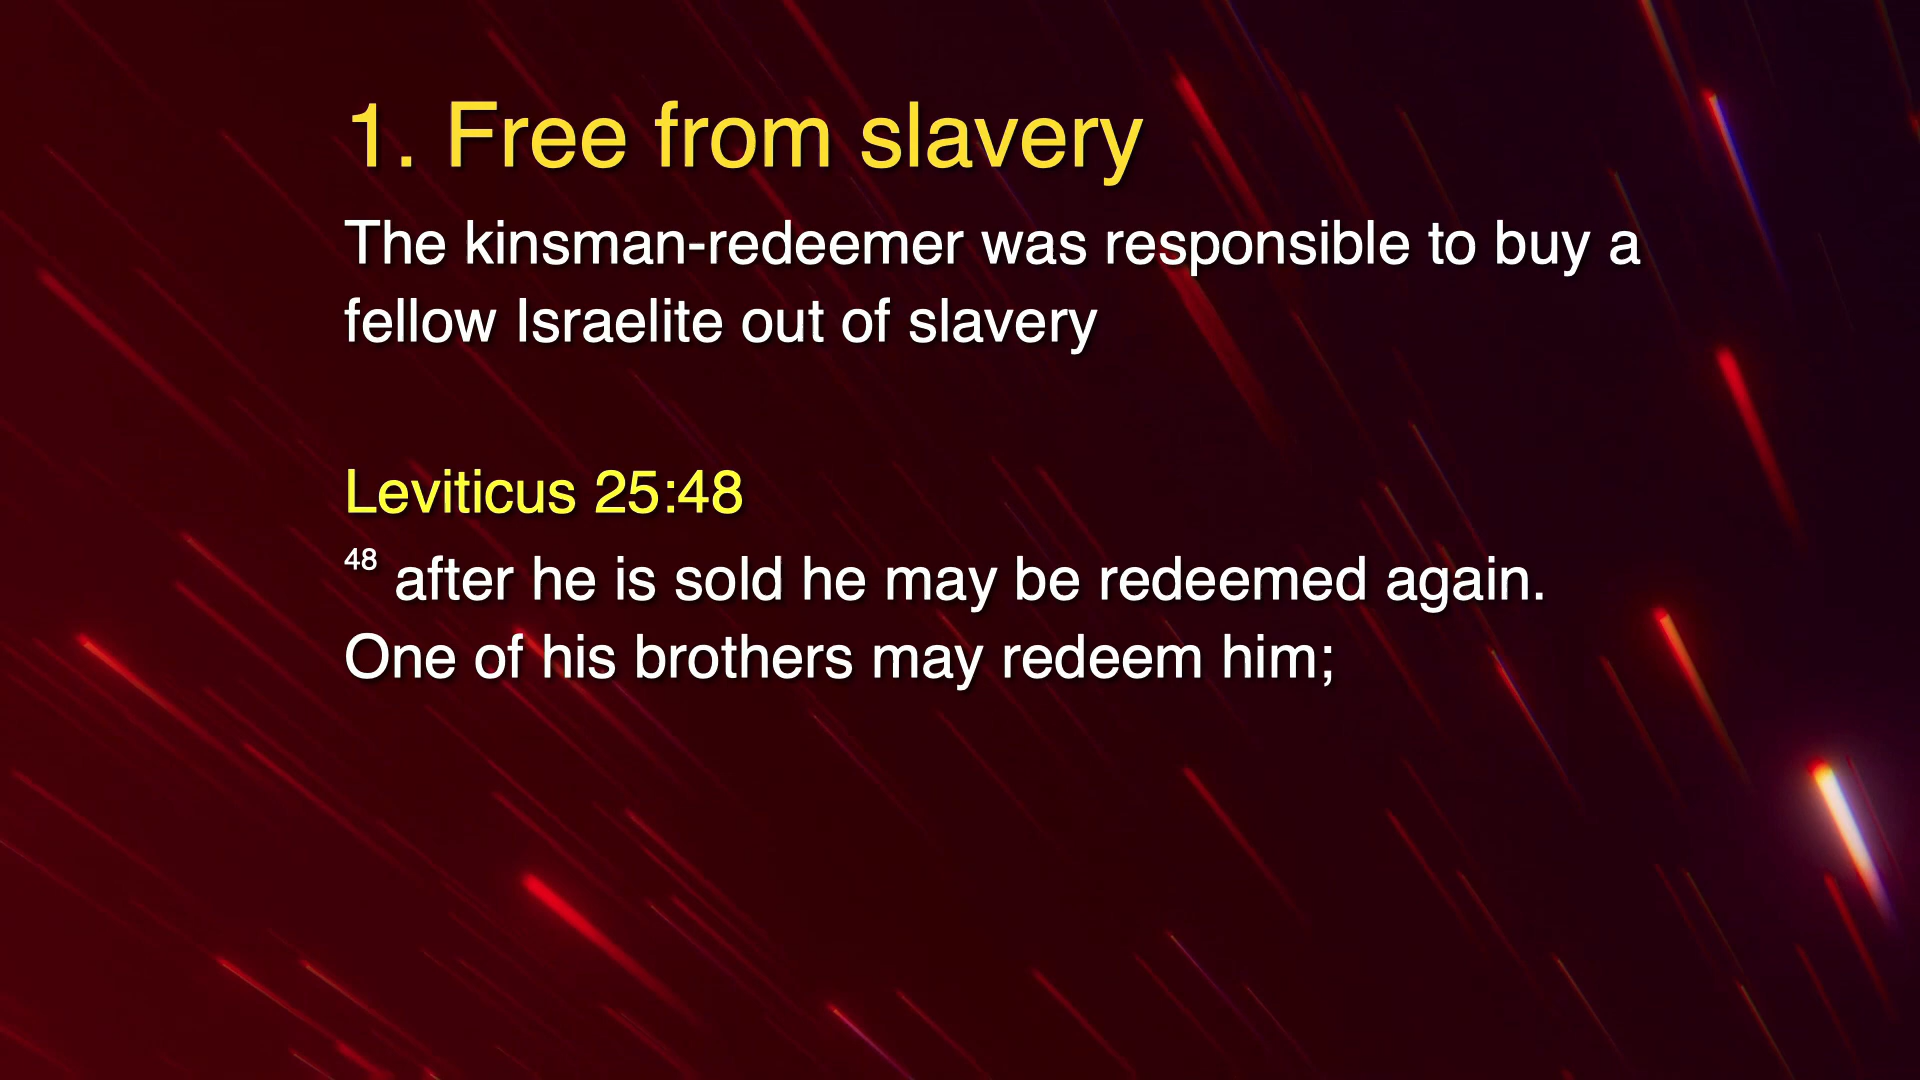 1. Free from slavery
The kinsman-redeemer was responsible to buy a
fellow Israelite out of slavery
Leviticus 25:48
48 after he is sold he may be redeemed again.
One of his brothers may redeem him;